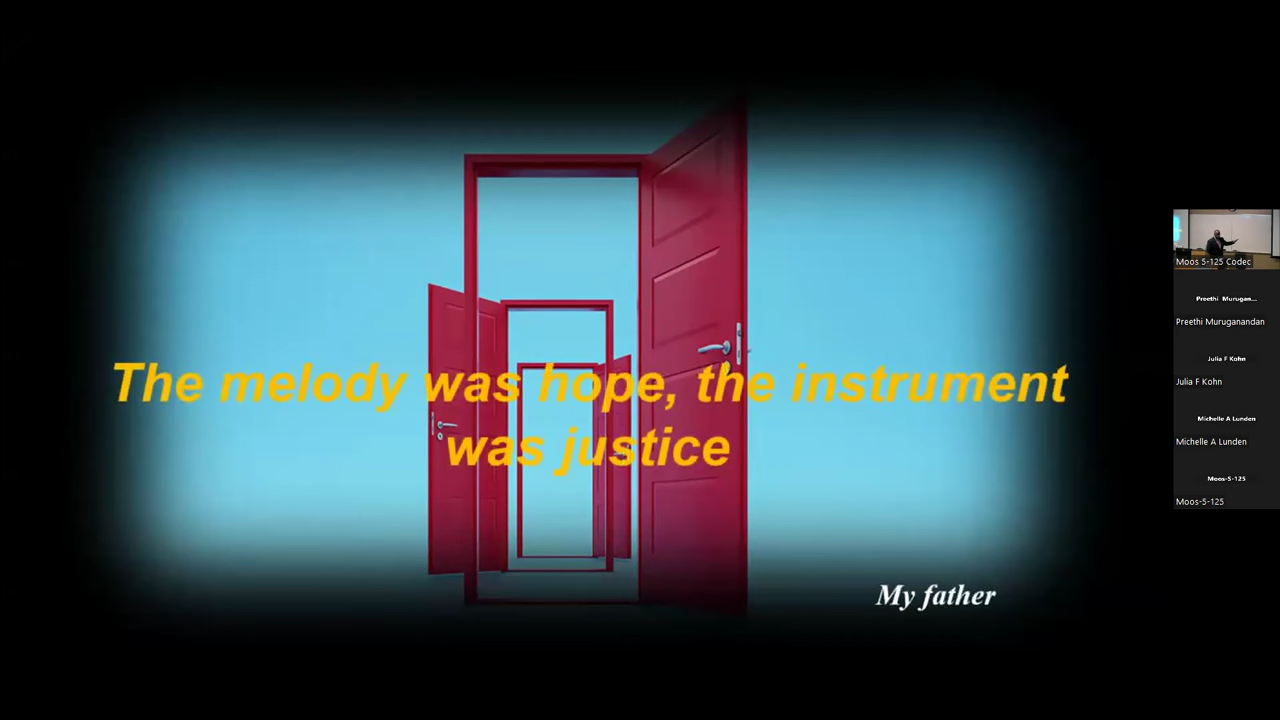 The melody was hope, the instrument
was justice
My father
Moos 5-125 Codec
Preethi Murugan...
Preethi Muruganandan
Julia F Kohn
Julia F Kohn
Michelle A Lunden
Michelle A Lunden
Moos-5-125
Moos-5-125